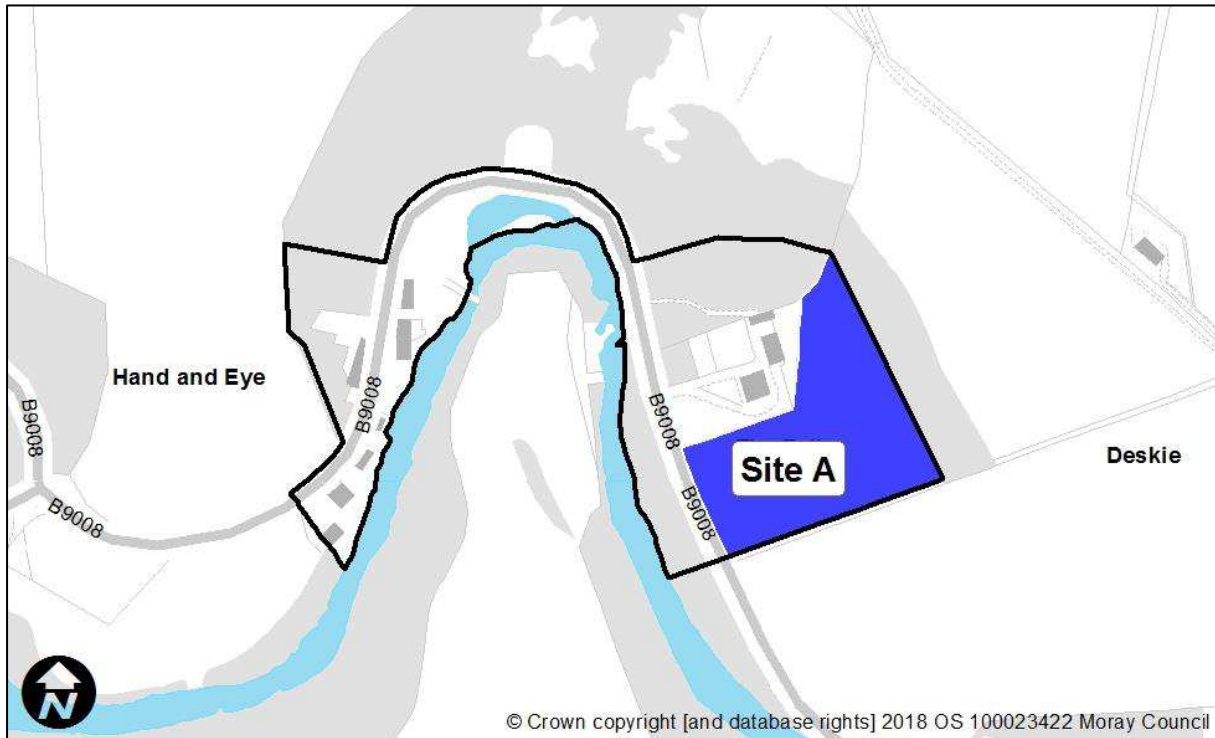 Hand and Eye
B9008
B9008
B9008
B9008
B9008
Site A
Deskie
N
© Crown copyright [and database rights] 2018 OS 100023422 Moray Council